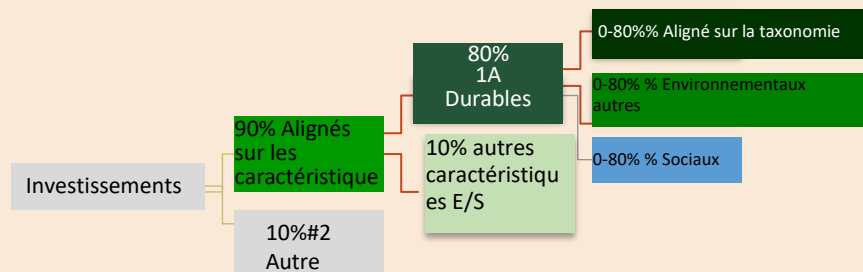 0-80%% Aligné sur la taxonomie
80%
1A
Durables
0-80% % Environnementaux
autres
90% Alignés
sur les
caractéristique
10% autres
caractéristiqu
es E/S
0-80% % Sociaux
Investissements
10%#2
Autre